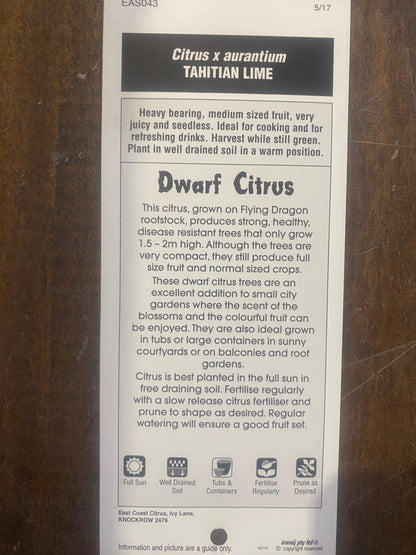 EAS043 5/17
Citrus x aurantium
TAHITIAN LIME
Heavy bearing, medium sized fruit, very
juicy and seedless. Ideal for cooking and for
refreshing drinks. Harvest while still green.
Plant in well drained soil in a warm position.
Dwarf Citrus
This citrus, grown on Flying Dragon
rootstock, produces strong, healthy,
disease resistant trees that only grow
1.5 - 2m high. Although the trees are
very compact, they still produce full
size fruit and normal sized crops.
These dwarf citrus trees are an
excellent addition to small city
gardens where the scent of the
blossoms and the colourful fruit can
be enjoyed. They are also ideal grown
in tubs or large containers in sunny
courtyards or on balconies and roof
gardens.
Citrus is best planted in the full sun in
free draining soil. Fertilise regularly
with a slow release citrus fertiliser and
prune to shape as desired. Regular
watering will ensure a good fruit set.
Full Sun Well Drained Tubs & Fertilise Prune as
Soil Containers Regularly Desired
East Coast Citrus, Ivy Lane,
KNOCKROW 2479
immij pty ltd®
Information and picture are a guide only. © copyright reserved